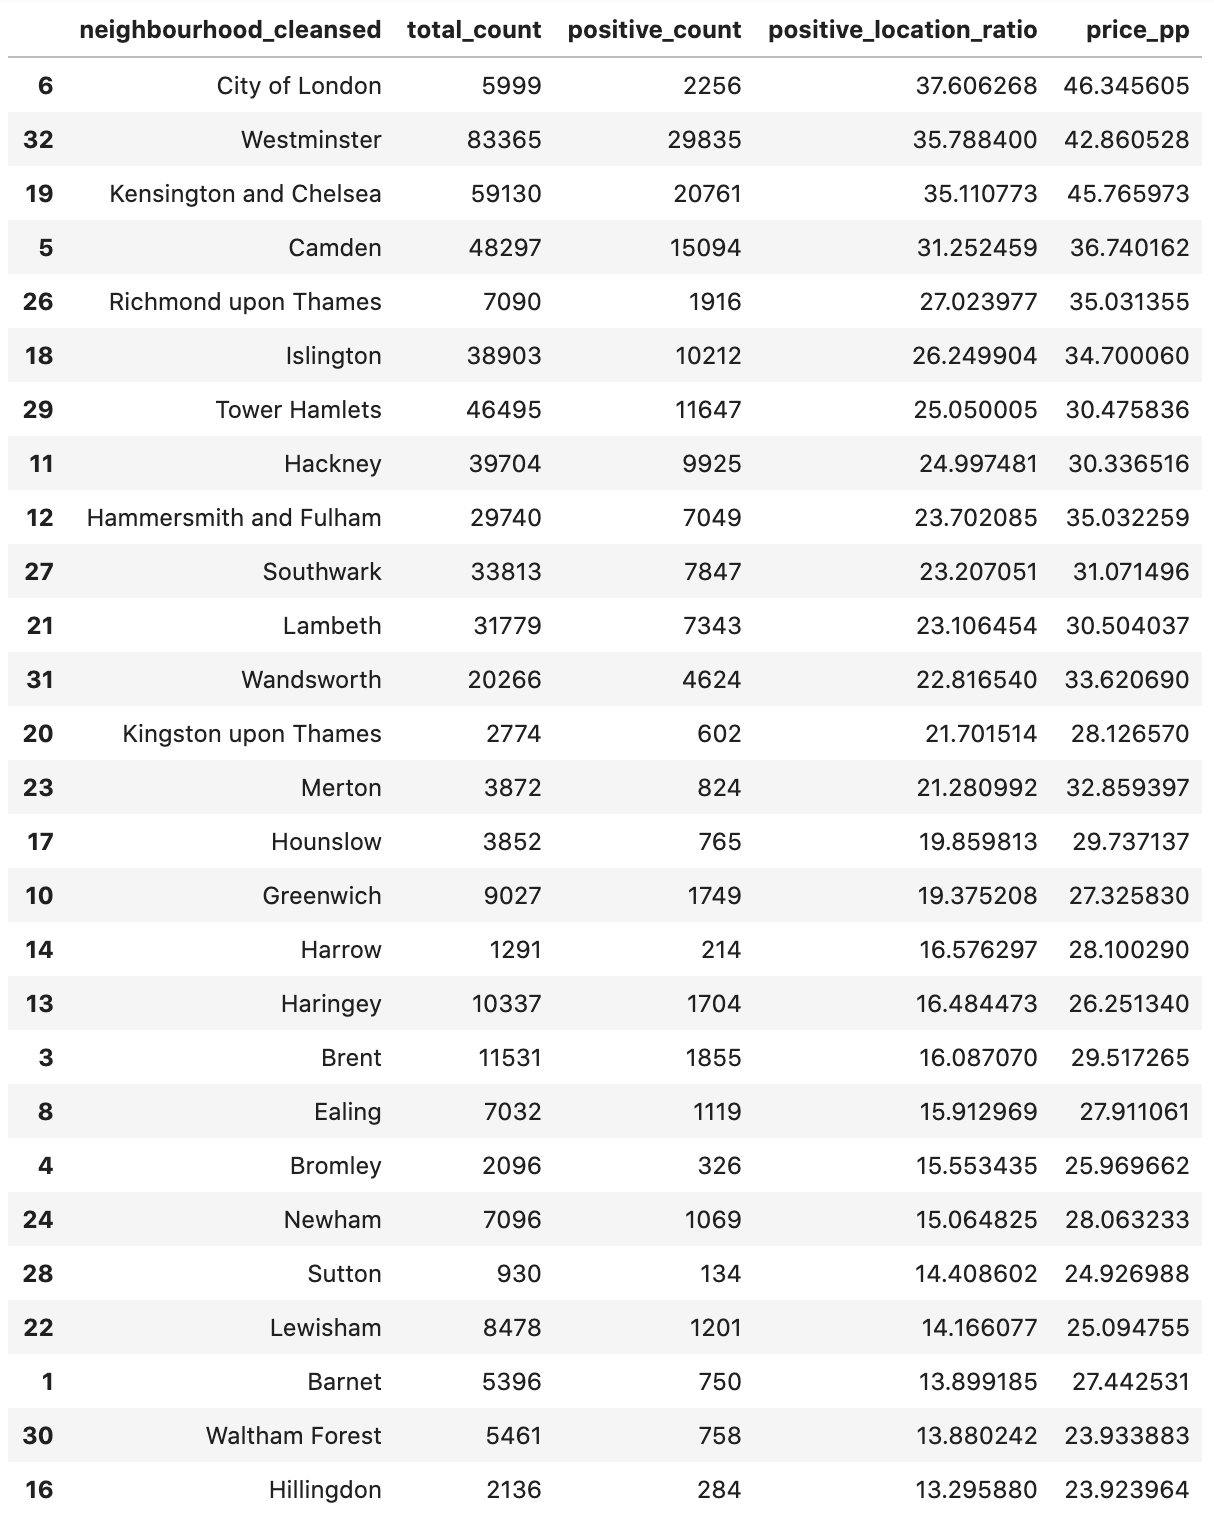 neighbourhood_cleansed total_count positive_count positive_location_ratio price_pp
6 City of London 5999 2256 37.606268 46.345605
32 Westminster 83365 29835 35.788400 42.860528
19 Kensington and Chelsea 59130 20761 35.110773 45.765973
5 Camden 48297 15094 31.252459 36.740162
26 Richmond upon Thames 7090 1916 27.023977 35.031355
18 Islington 38903 10212 26.249904 34.700060
29 Tower Hamlets 46495 11647 25.050005 30.475836
11 Hackney 39704 9925 24.997481 30.336516
12 Hammersmith and Fulham 29740 7049 23.702085 35.032259
27 Southwark 33813 7847 23.207051 31.071496
21 Lambeth 31779 7343 23.106454 30.504037
31 Wandsworth 20266 4624 22.816540 33.620690
20 Kingston upon Thames 2774 602 21.701514 28.126570
23 Merton 3872 824 21.280992 32.859397
17 Hounslow 3852 765 19.859813 29.737137
10 Greenwich 9027 1749 19.375208 27.325830
14 Harrow 1291 214 16.576297 28.100290
13 Haringey 10337 1704 16.484473 26.251340
3 Brent 11531 1855 16.087070 29.517265
8 Ealing 7032 1119 15.912969 27.911061
4 Bromley 2096 326 15.553435 25.969662
24 Newham 7096 1069 15.064825 28.063233
28 Sutton 930 134 14.408602 24.926988
22 Lewisham 8478 1201 14.166077 25.094755
1 Barnet 5396 750 13.899185 27.442531
30 Waltham Forest 5461 758 13.880242 23.933883
16 Hillingdon 2136 284 13.295880 23.923964